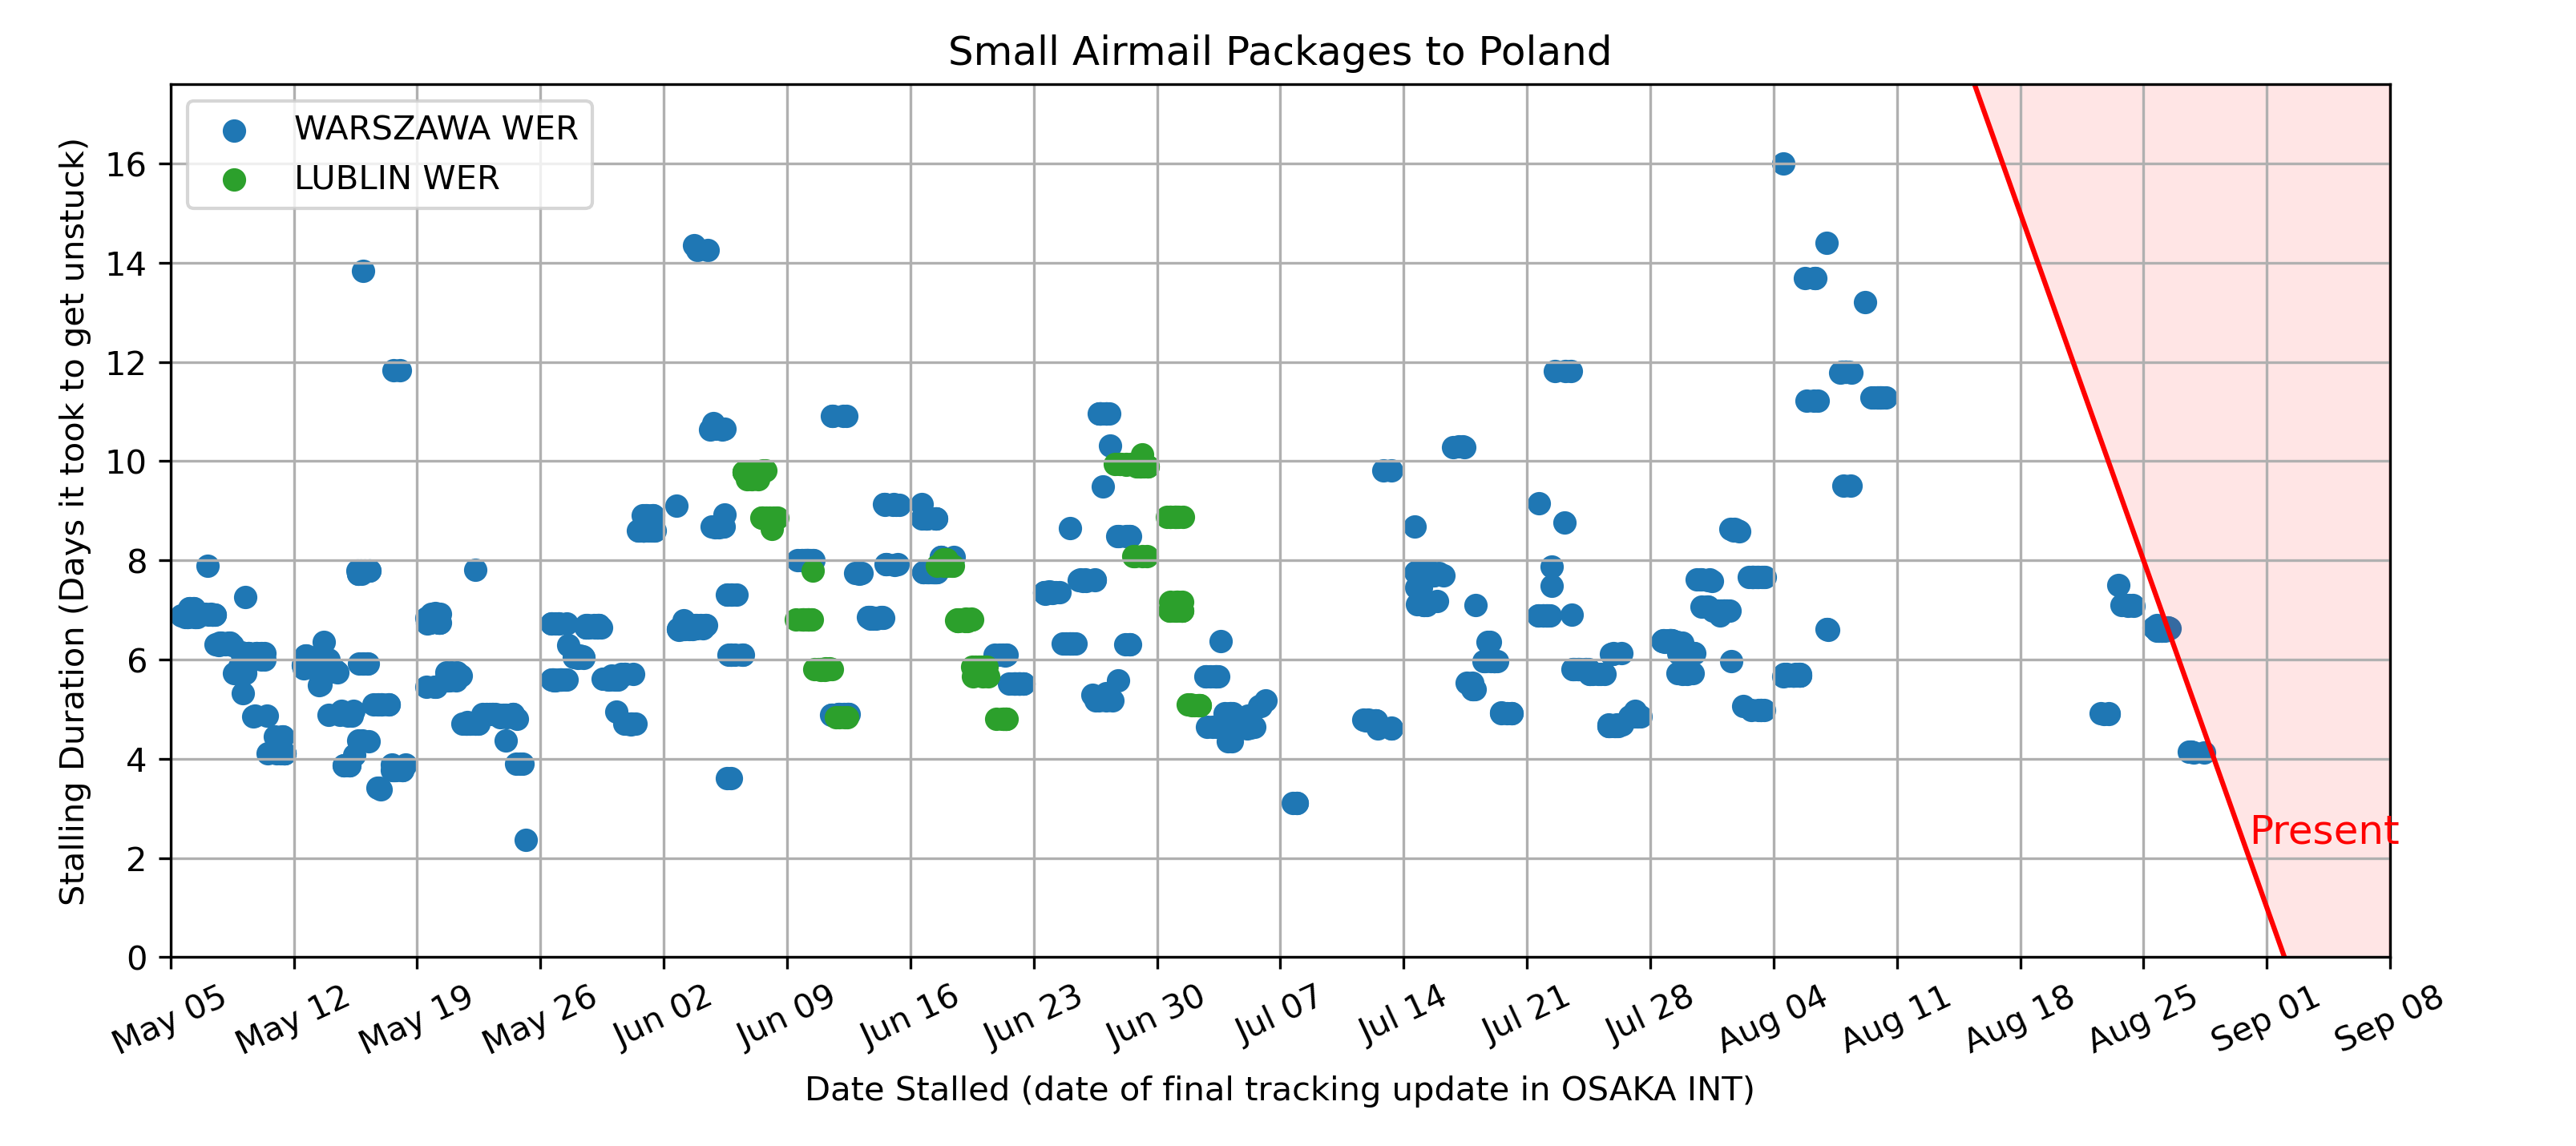 Small Airmail Packages to Poland
WARSZAWA WER
LUBLIN WER
Stalling Duration (Days it took to get unstuck)
16
14
12
10
8
6
4
2
0
Present
May 05
May 12
May 19
May 26
Jun 02
Jun 09
Jun 16
Jun 23
Jun 30
Jul 07
Jul 14
Jul 21
Jul 28
Aug 04
Aug 11
Aug 18
Aug 25
Sep 01
Sep 08
Date Stalled (date of final tracking update in OSAKA INT)